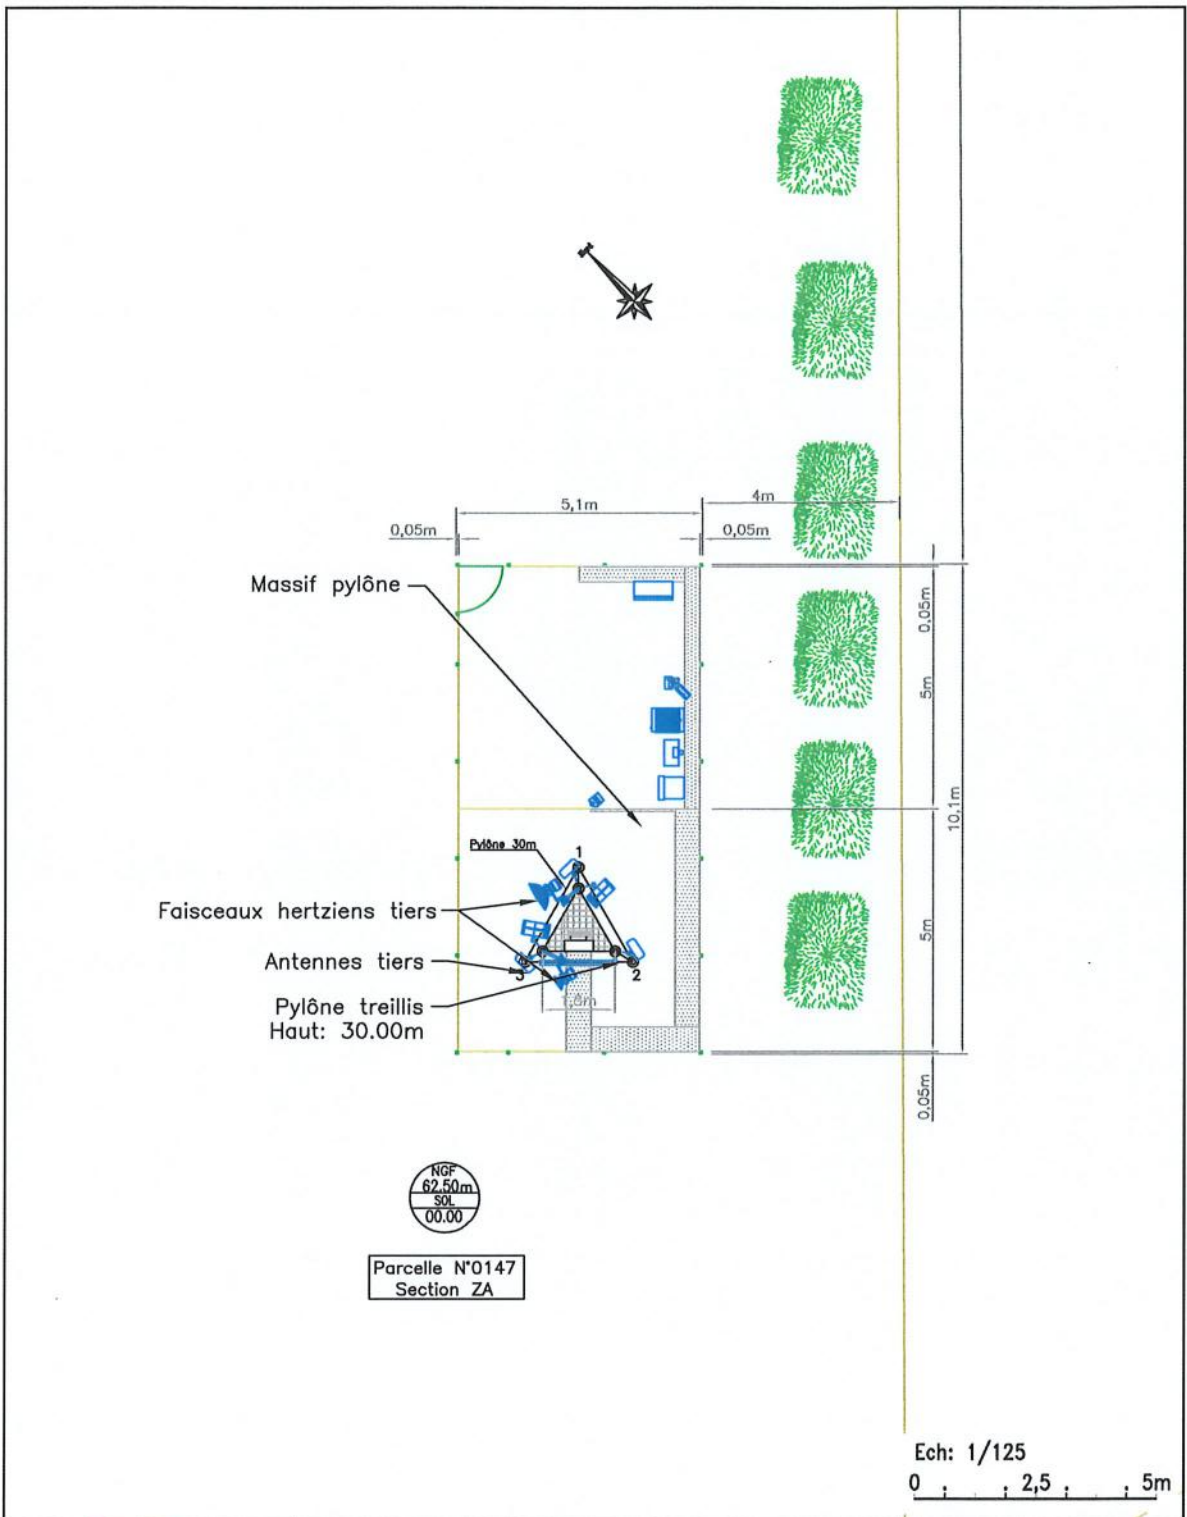 N
5,1m
4m
0,05m
0,05m
Massif pylône
0,05m
5m
10,1m
Pylône 30m
1
Faisceaux hertziens tiers
5m
Antennes tiers
3
2
Pylône treillis
Haut: 30.00m
1,8m
0,05m
NGF
62.50m
SOL
00.00
Parcelle N°0147
Section ZA
Ech: 1/125
0 2,5 5m